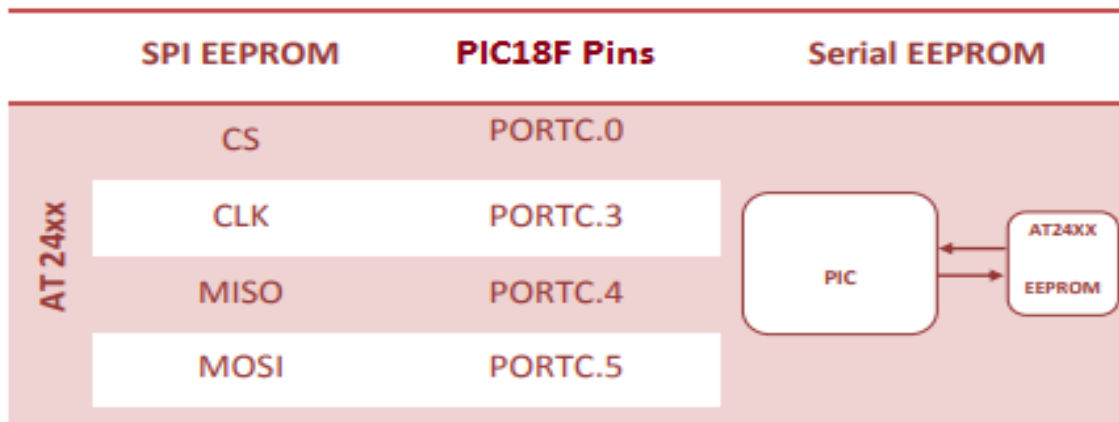 SPI EEPROM PIC18F Pins Serial EEPROM
AT 24xx
CS PORTC.0
CLK PORTC.3
MISO PORTC.4
MOSI PORTC.5
PIC
AT24XX
EEPROM